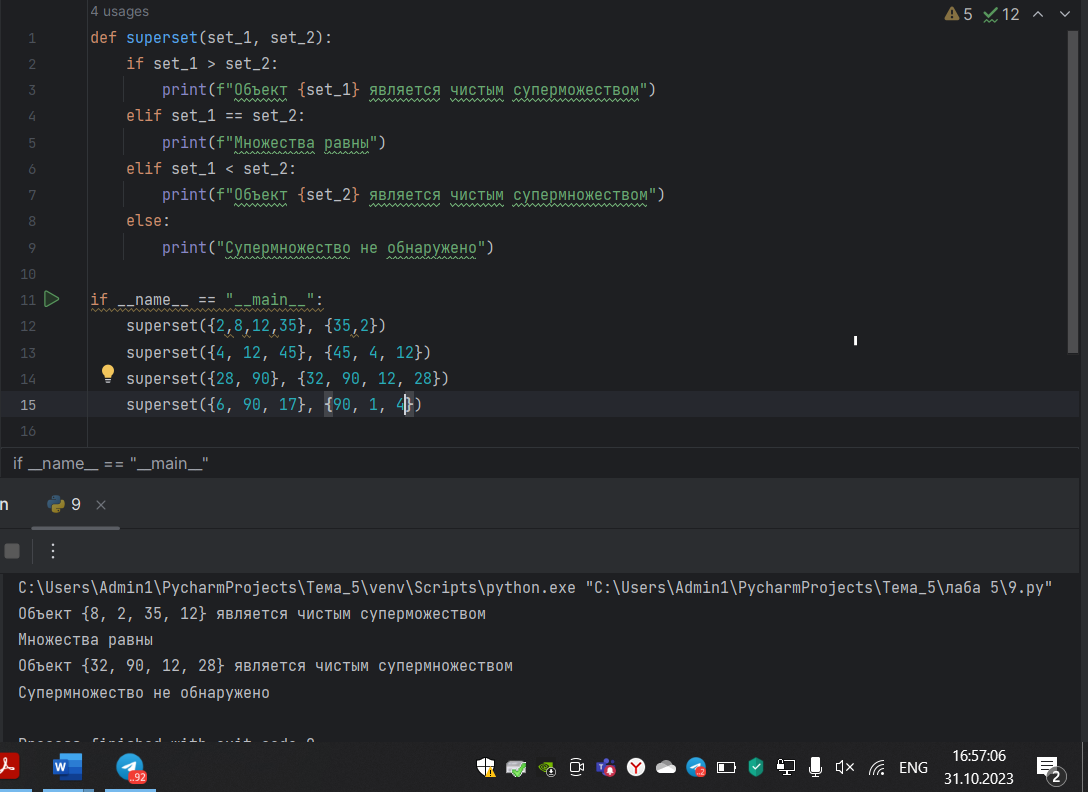 4 usages
5 12
1 def superset(set_1, set_2):
2 if set_1 > set_2:
3 print(f"Объект {set_1} является чистым суперможеством")
4 elif set_1 == set_2:
5 print(f"Множества равны")
6 elif set_1 < set_2:
7 print(f"Объект {set_2} является чистым супермножеством")
8 else:
9 print("Супермножество не обнаружено")
10
11 if __name__ == "__main__":
12 superset({2,8,12,35}, {35,2})
13 superset({4, 12, 45}, {45, 4, 12})
14 superset({28, 90}, {32, 90, 12, 28})
15 superset({6, 90, 17}, {90, 1, 4})
16
if __name__ == "__main__"
n 9
C:\Users\Admin1\PycharmProjects\Тема_5\venv\Scripts\python.exe "C:\Users\Admin1\PycharmProjects\Тема_5\лаба 5\9.py"
Объект {8, 2, 35, 12} является чистым суперможеством
Множества равны
Объект {32, 90, 12, 28} является чистым супермножеством
Супермножество не обнаружено
Process finished with exit code 0
W
..92
ENG
16:57:06
31.10.2023
2